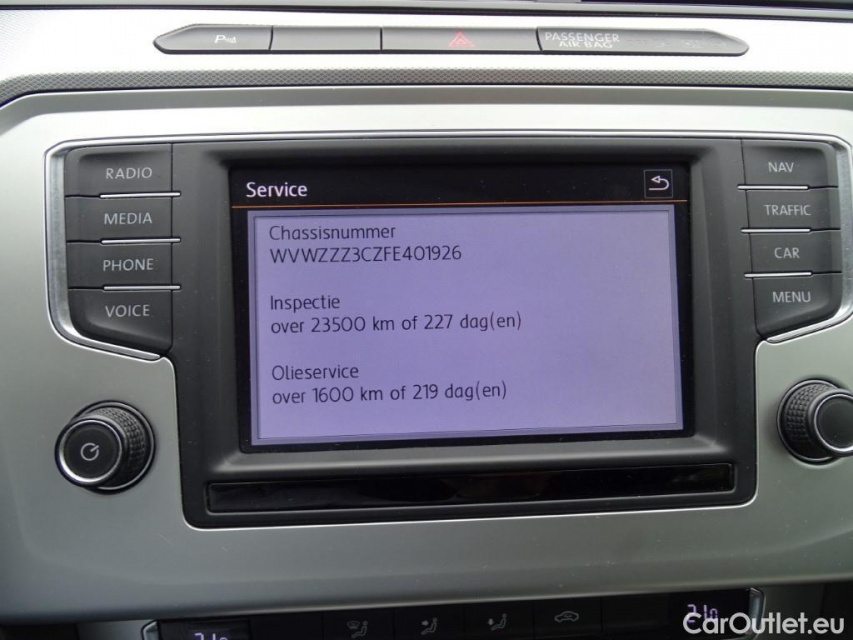 P
PASSENGER
AIR BAG
RADIO
MEDIA
PHONE
VOICE
Service
Chassisnummer
WVWZZZ3CZFE401926
Inspectie
over 23500 km of 227 dag(en)
Olieservice
over 1600 km of 219 dag(en)
NAV
TRAFFIC
CAR
MENU
CarOutlet.eu